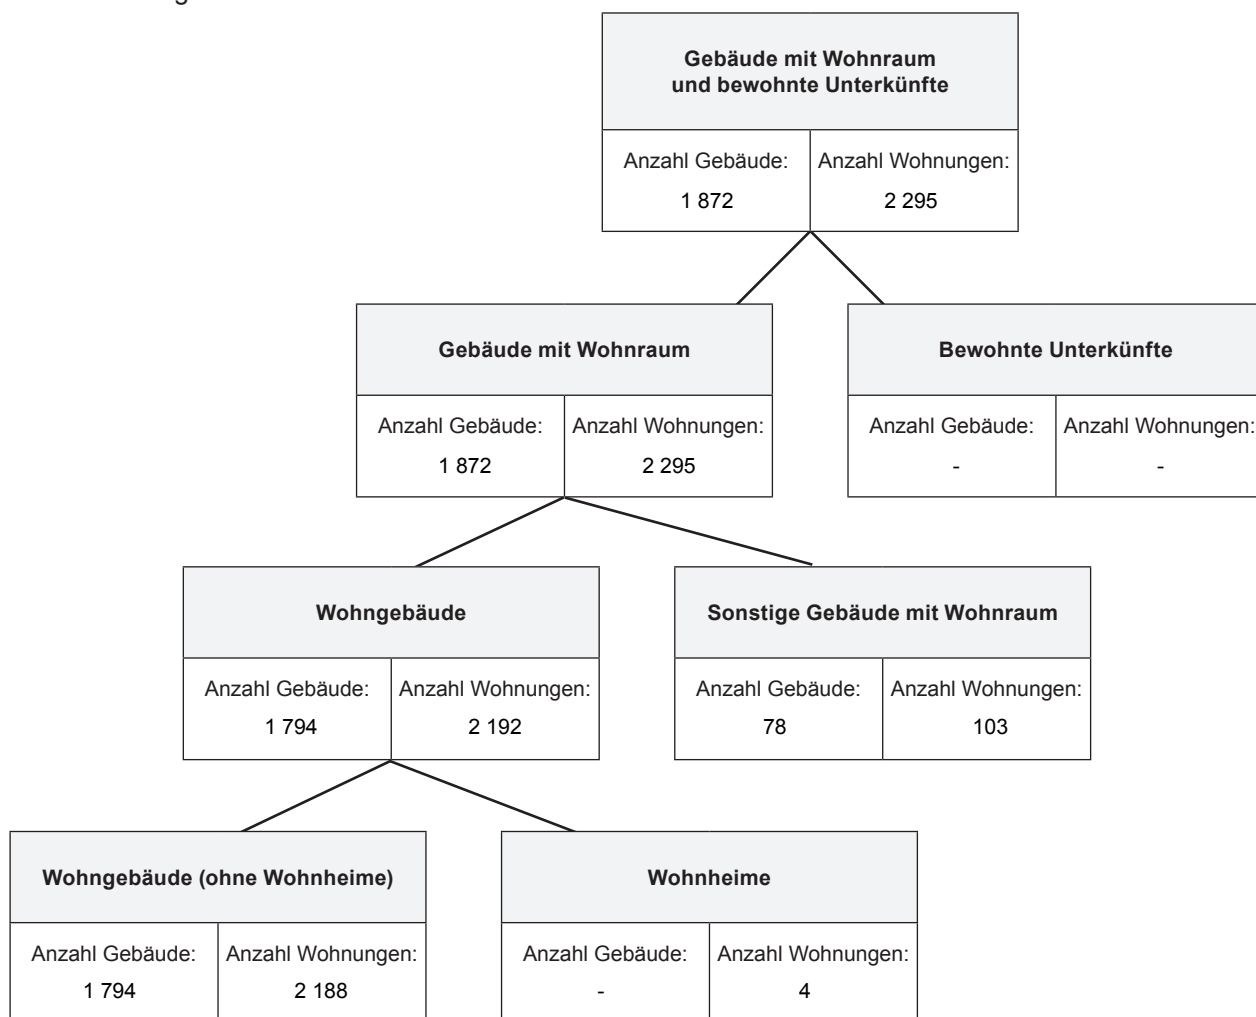 Gebäude mit Wohnraum
und bewohnte Unterkünfte
Anzahl Gebäude: Anzahl Wohnungen:
1 872 2 295
Gebäude mit Wohnraum Bewohnte Unterkünfte
Anzahl Gebäude: Anzahl Wohnungen: Anzahl Gebäude: Anzahl Wohnungen:
1 872 2 295 - -
Wohngebäude Sonstige Gebäude mit Wohnraum
Anzahl Gebäude: Anzahl Wohnungen: Anzahl Gebäude: Anzahl Wohnungen:
1 794 2 192 78 103
Wohngebäude (ohne Wohnheime) Wohnheime
Anzahl Gebäude: Anzahl Wohnungen: Anzahl Gebäude: Anzahl Wohnungen:
1 794 2 188 - 4